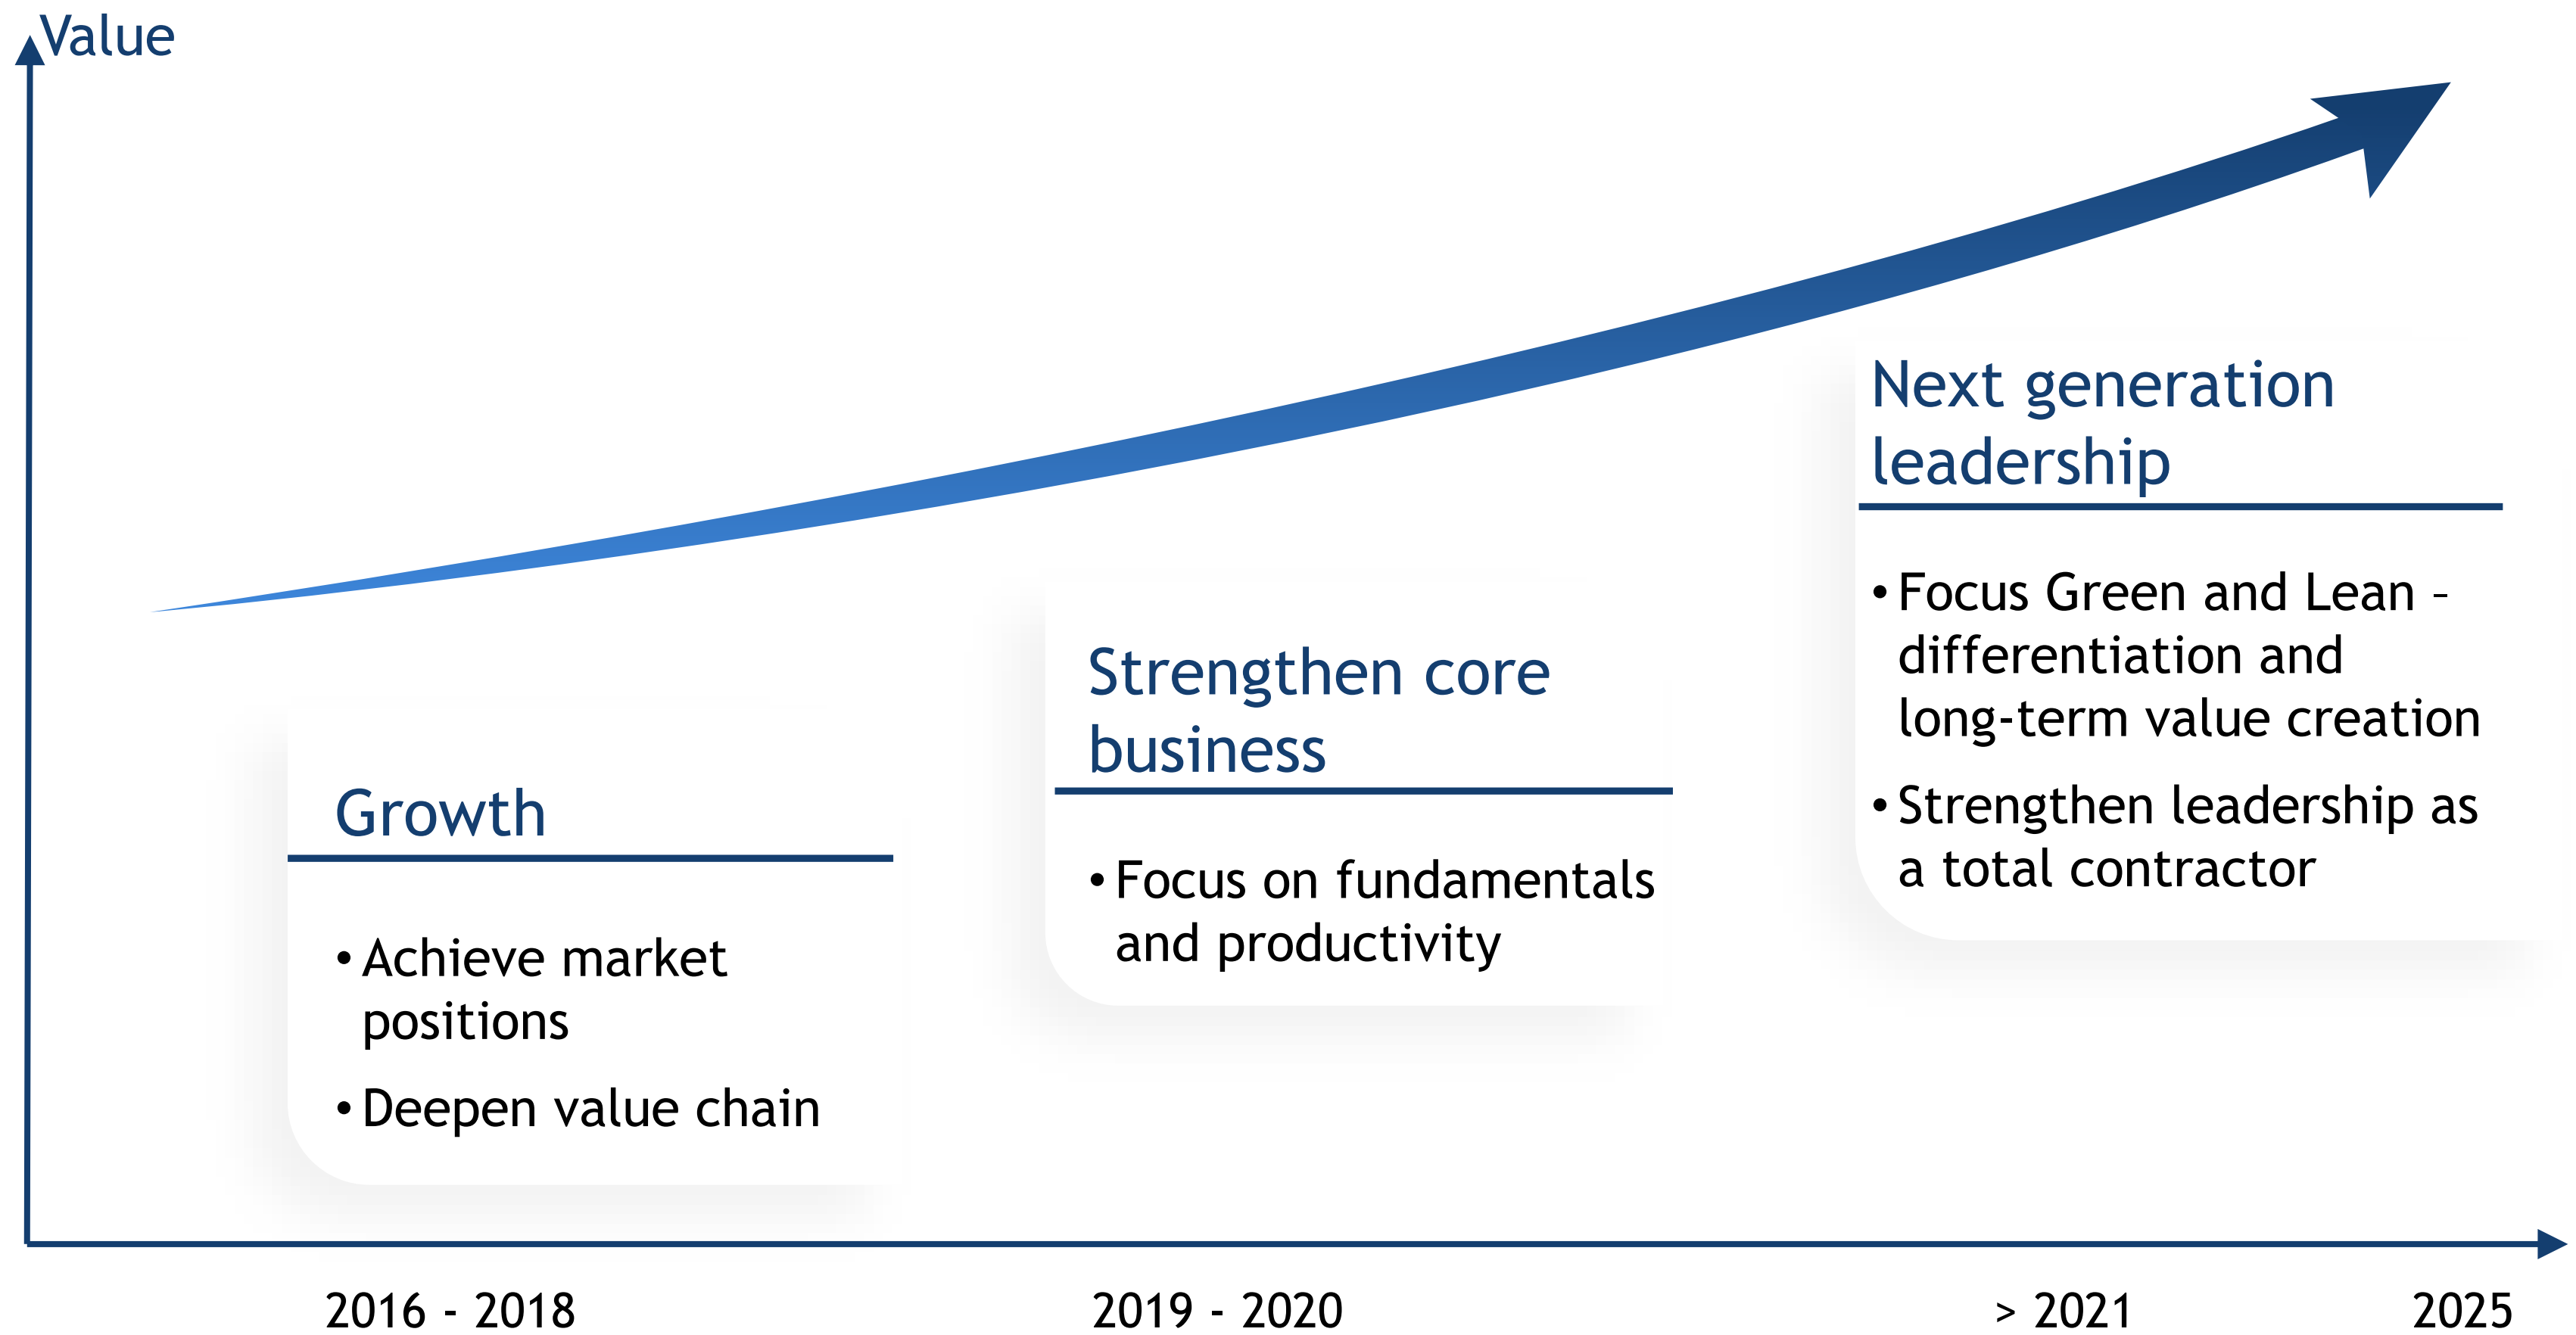 Value
Next generation
leadership
• Focus Green and Lean –
differentiation and
long-term value creation
• Strengthen leadership as
a total contractor
Strengthen core
business
• Focus on fundamentals
and productivity
Growth
• Achieve market
positions
• Deepen value chain
2016 - 2018
2019 - 2020
> 2021
2025